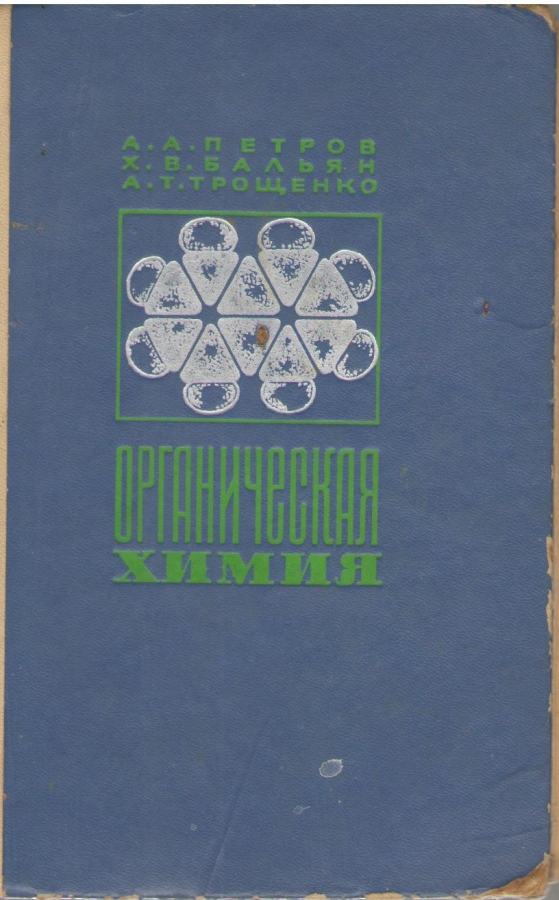 А. А. ПЕТРОВ
Х. В. БАЛЬЯН
А. Т. ТРОЩЕНКО
ОРГАНИЧЕСКАЯ
ХИМИЯ